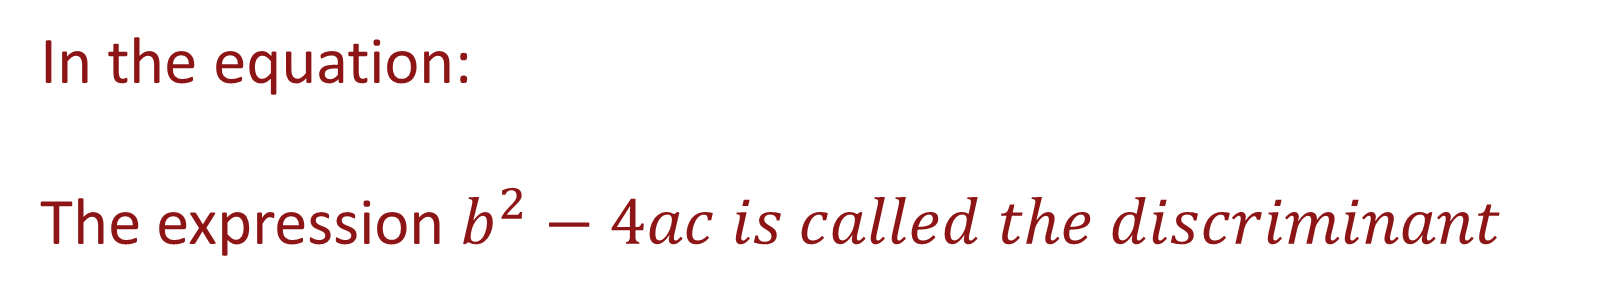 In the equation:
The expression b² − 4ac is called the discriminant